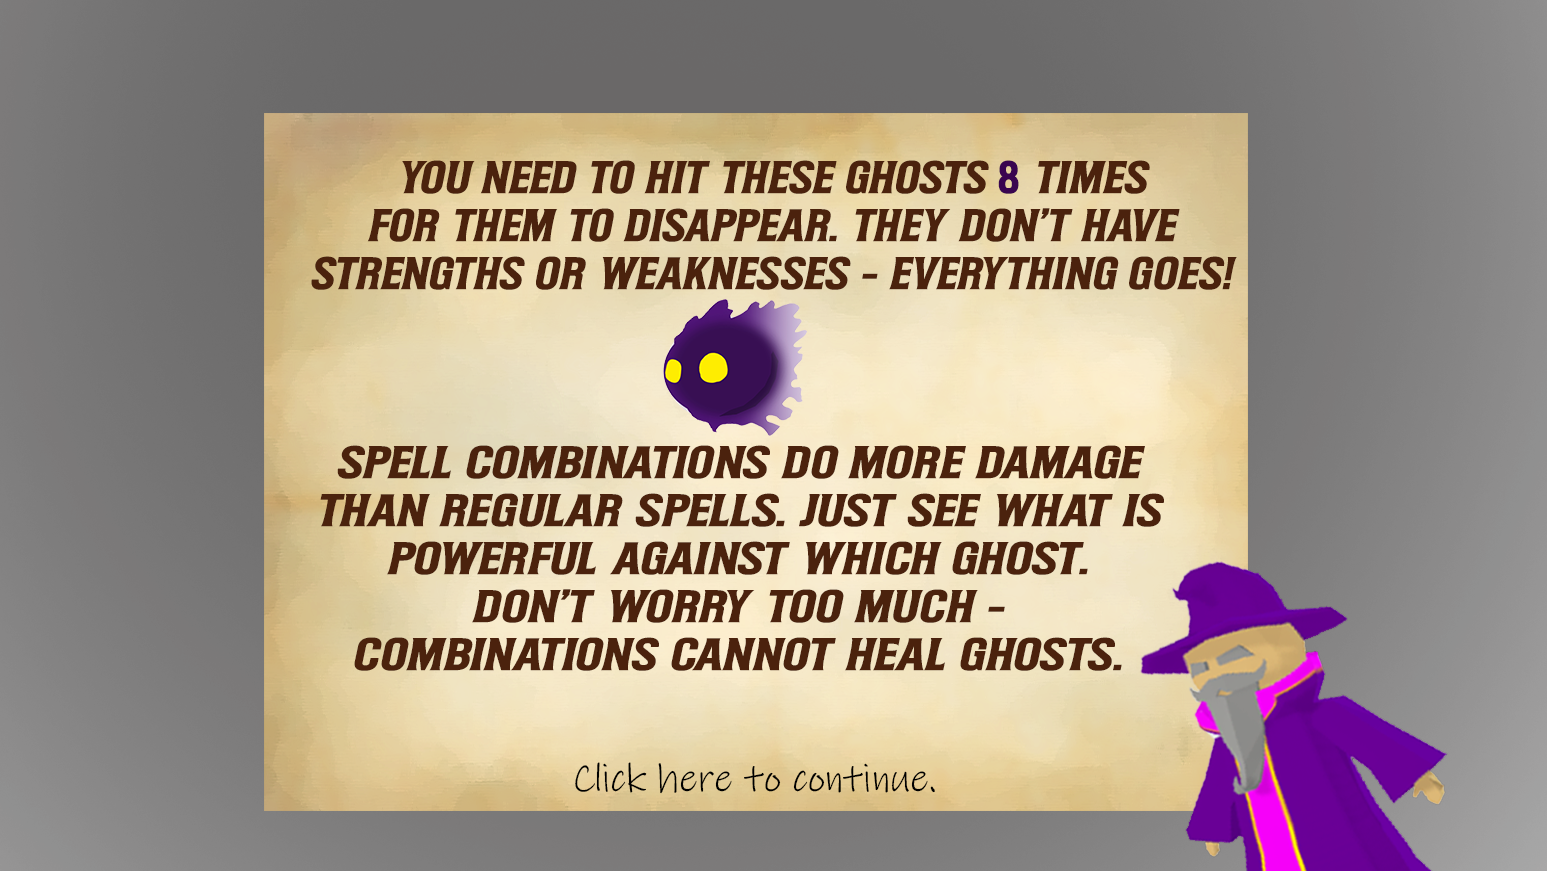 YOU NEED TO HIT THESE GHOSTS 8 TIMES
FOR THEM TO DISAPPEAR. THEY DON'T HAVE
STRENGTHS OR WEAKNESSES - EVERYTHING GOES!
SPELL COMBINATIONS DO MORE DAMAGE
THAN REGULAR SPELLS. JUST SEE WHAT IS
POWERFUL AGAINST WHICH GHOST.
DON'T WORRY TOO MUCH -
COMBINATIONS CANNOT HEAL GHOSTS.
Click here to continue.